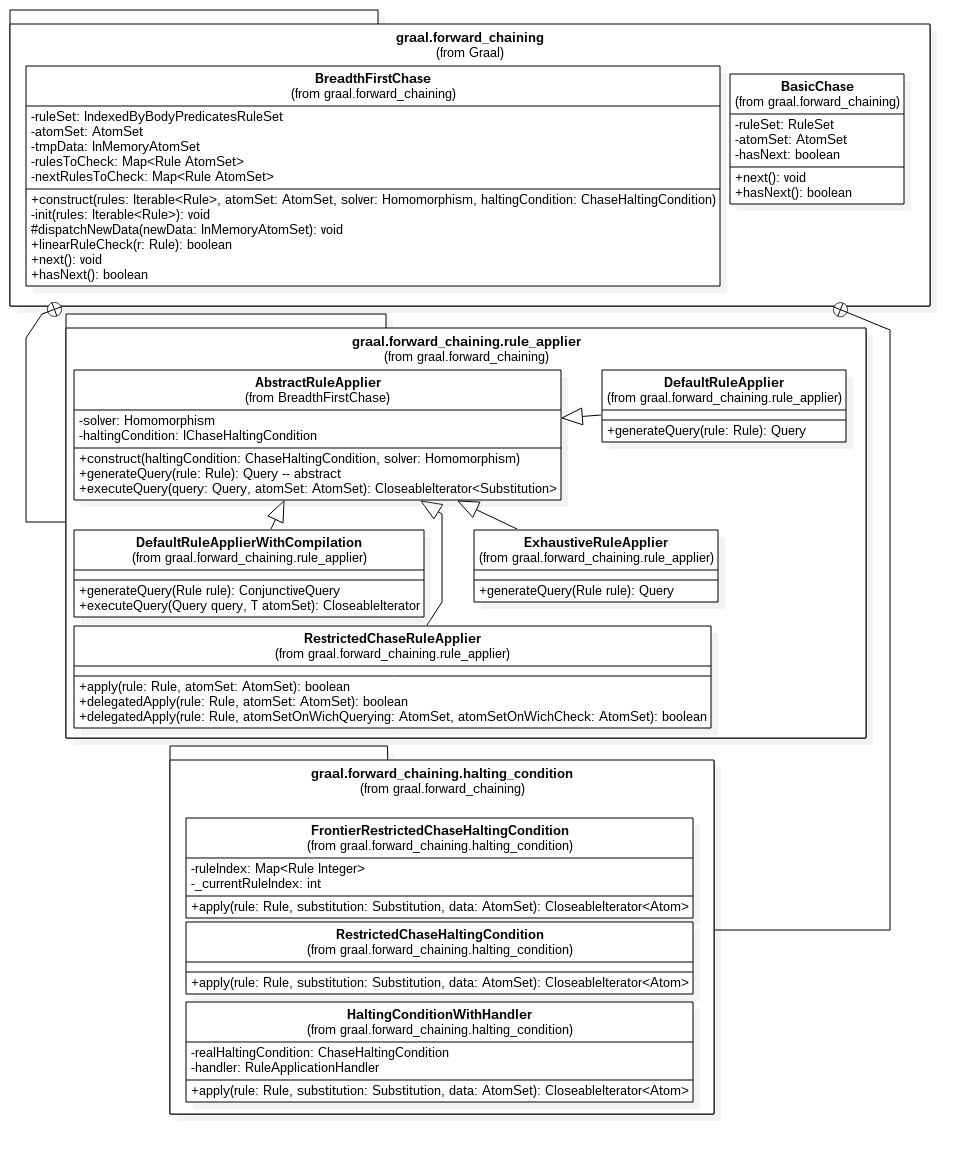 graal.forward_chaining
(from Graal)
BreadthFirstChase
(from graal.forward_chaining)
-ruleSet: IndexedByBodyPredicatesRuleSet
-atomSet: AtomSet
-tmpData: InMemoryAtomSet
-rulesToCheck: Map<Rule AtomSet>
-nextRulesToCheck: Map<Rule AtomSet>
+construct(rules: Iterable<Rule>, atomSet: AtomSet, solver: Homomorphism, haltingCondition: ChaseHaltingCondition)
-init(rules: Iterable<Rule>): void
#dispatchNewData(newData: InMemoryAtomSet): void
+linearRuleCheck(r: Rule): boolean
+next(): void
+hasNext(): boolean
BasicChase
(from graal.forward_chaining)
-ruleSet: RuleSet
-atomSet: AtomSet
-hasNext: boolean
+next(): void
+hasNext(): boolean
graal.forward_chaining.rule_applier
(from graal.forward_chaining)
AbstractRuleApplier
(from BreadthFirstChase)
-solver: Homomorphism
-haltingCondition: IChaseHaltingCondition
+construct(haltingCondition: ChaseHaltingCondition, solver: Homomorphism)
+generateQuery(rule: Rule): Query -- abstract
+executeQuery(query: Query, atomSet: AtomSet): CloseableIterator<Substitution>
DefaultRuleApplier
(from graal.forward_chaining.rule_applier)
+generateQuery(rule: Rule): Query
DefaultRuleApplierWithCompilation
(from graal.forward_chaining.rule_applier)
+generateQuery(Rule rule): ConjunctiveQuery
+executeQuery(Query query, T atomSet): CloseableIterator
ExhaustiveRuleApplier
(from graal.forward_chaining.rule_applier)
+generateQuery(Rule rule): Query
RestrictedChaseRuleApplier
(from graal.forward_chaining.rule_applier)
+apply(rule: Rule, atomSet: AtomSet): boolean
+delegatedApply(rule: Rule, atomSet: AtomSet): boolean
+delegatedApply(rule: Rule, atomSetOnWichQuerying: AtomSet, atomSetOnWichCheck: AtomSet): boolean
graal.forward_chaining.halting_condition
(from graal.forward_chaining)
FrontierRestrictedChaseHaltingCondition
(from graal.forward_chaining.halting_condition)
-ruleIndex: Map<Rule Integer>
-_currentRuleIndex: int
+apply(rule: Rule, substitution: Substitution, data: AtomSet): CloseableIterator<Atom>
RestrictedChaseHaltingCondition
(from graal.forward_chaining.halting_condition)
+apply(rule: Rule, substitution: Substitution, data: AtomSet): CloseableIterator<Atom>
HaltingConditionWithHandler
(from graal.forward_chaining.halting_condition)
-realHaltingCondition: ChaseHaltingCondition
-handler: RuleApplicationHandler
+apply(rule: Rule, substitution: Substitution, data: AtomSet): CloseableIterator<Atom>